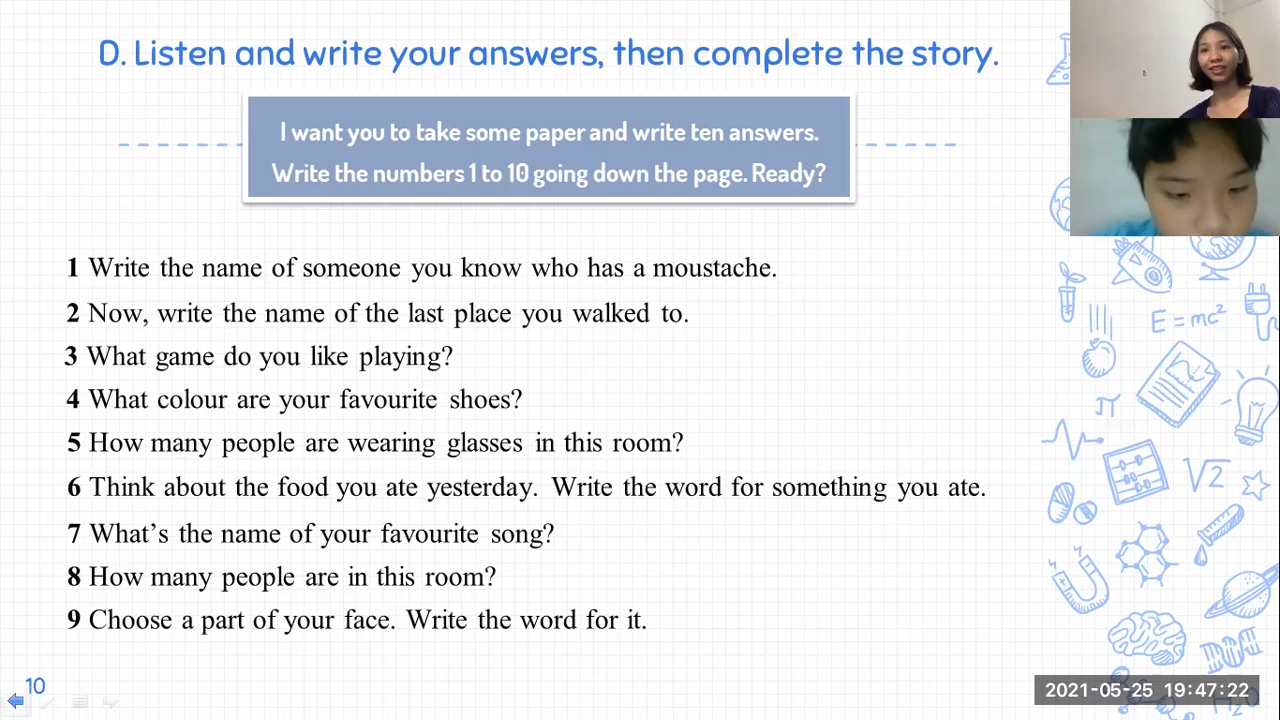 D. Listen and write your answers, then complete the story.
I want you to take some paper and write ten answers.
Write the numbers 1 to 10 going down the page. Ready?
1 Write the name of someone you know who has a moustache.
2 Now, write the name of the last place you walked to.
3 What game do you like playing?
4 What colour are your favourite shoes?
5 How many people are wearing glasses in this room?
6 Think about the food you ate yesterday. Write the word for something you ate.
7 What’s the name of your favourite song?
8 How many people are in this room?
9 Choose a part of your face. Write the word for it.
E = mc²
π
√2
10
2021-05-25 19:47:22